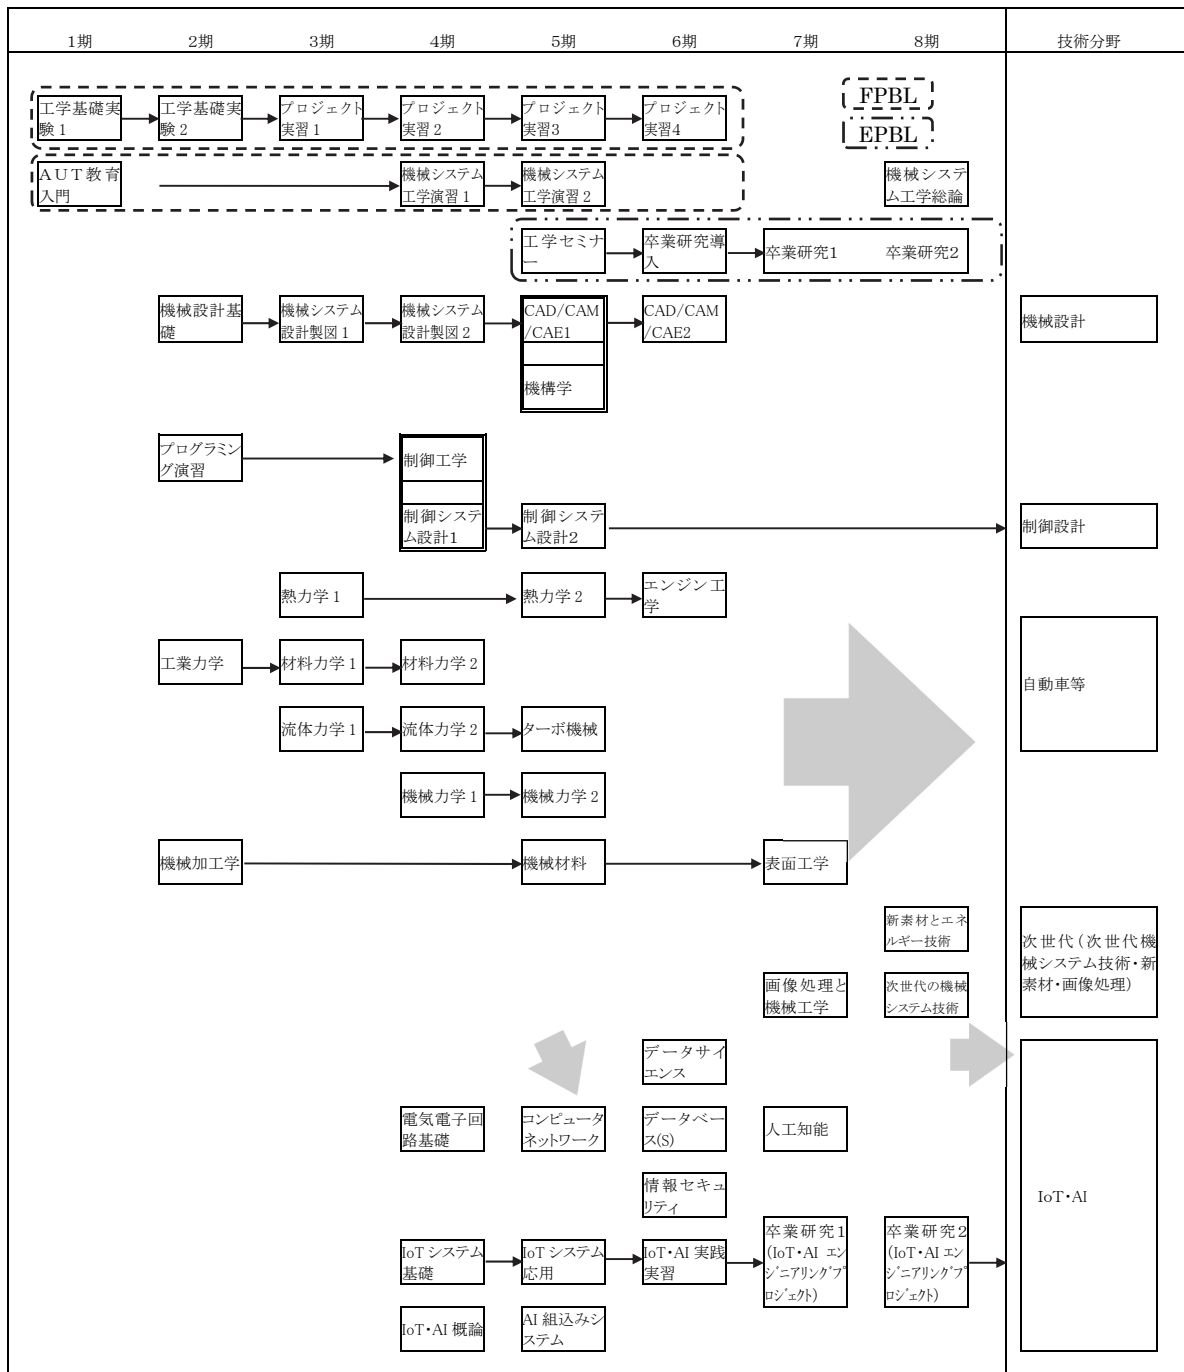 1期 2期 3期 4期 5期 6期 7期 8期 技術分野
FPBL
EPBL
工学基礎実
験 1
工学基礎実
験 2
プロジェクト
実習 1
プロジェクト
実習 2
プロジェクト
実習3
プロジェクト
実習4
AUT教育
入門
機械システム
工学演習 1
機械システム
工学演習 2
機械システ
ム工学総論
工学セミナ
ー
卒業研究導
入
卒業研究1
卒業研究2
機械設計基
礎
機械システム
設計製図 1
機械システム
設計製図 2
CAD/CAM
/CAE1
CAD/CAM
/CAE2
機械設計
機構学
プログラミン
グ演習
制御工学
制御システ
ム設計1
制御システ
ム設計2
制御設計
熱力学 1
熱力学 2
エンジン工
学
工業力学
材料力学 1
材料力学 2
自動車等
流体力学 1
流体力学 2
ターボ機械
機械力学 1
機械力学 2
機械加工学
機械材料
表面工学
新素材とエネ
ルギー技術
次世代(次世代機
械システム技術・新
素材・画像処理)
画像処理と
機械工学
次世代の機械
システム技術
データサイ
エンス
電気電子回
路基礎
コンピュータ
ネットワーク
データベー
ス(S)
人工知能
情報セキュ
リティ
IoT・AI
IoT システム
基礎
IoT システム
応用
IoT・AI 実践
実習
卒業研究1
(IoT・AI エン
ジニアリングプ
ロジェクト)
卒業研究2
(IoT・AI エン
ジニアリングプ
ロジェクト)
IoT・AI 概論
AI 組込みシ
ステム